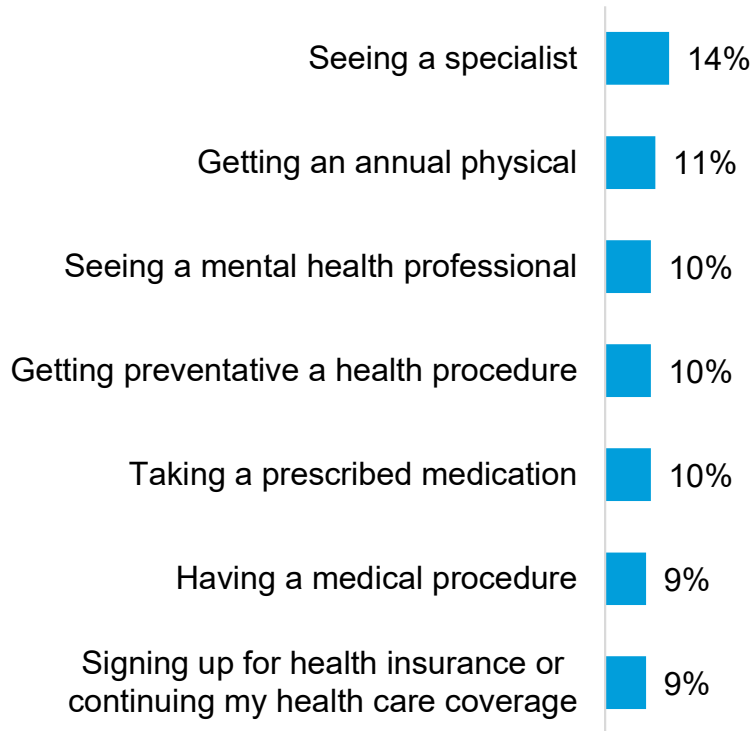 Seeing a specialist 14%
Getting an annual physical 11%
Seeing a mental health professional 10%
Getting preventative a health procedure 10%
Taking a prescribed medication 10%
Having a medical procedure 9%
Signing up for health insurance or
continuing my health care coverage 9%